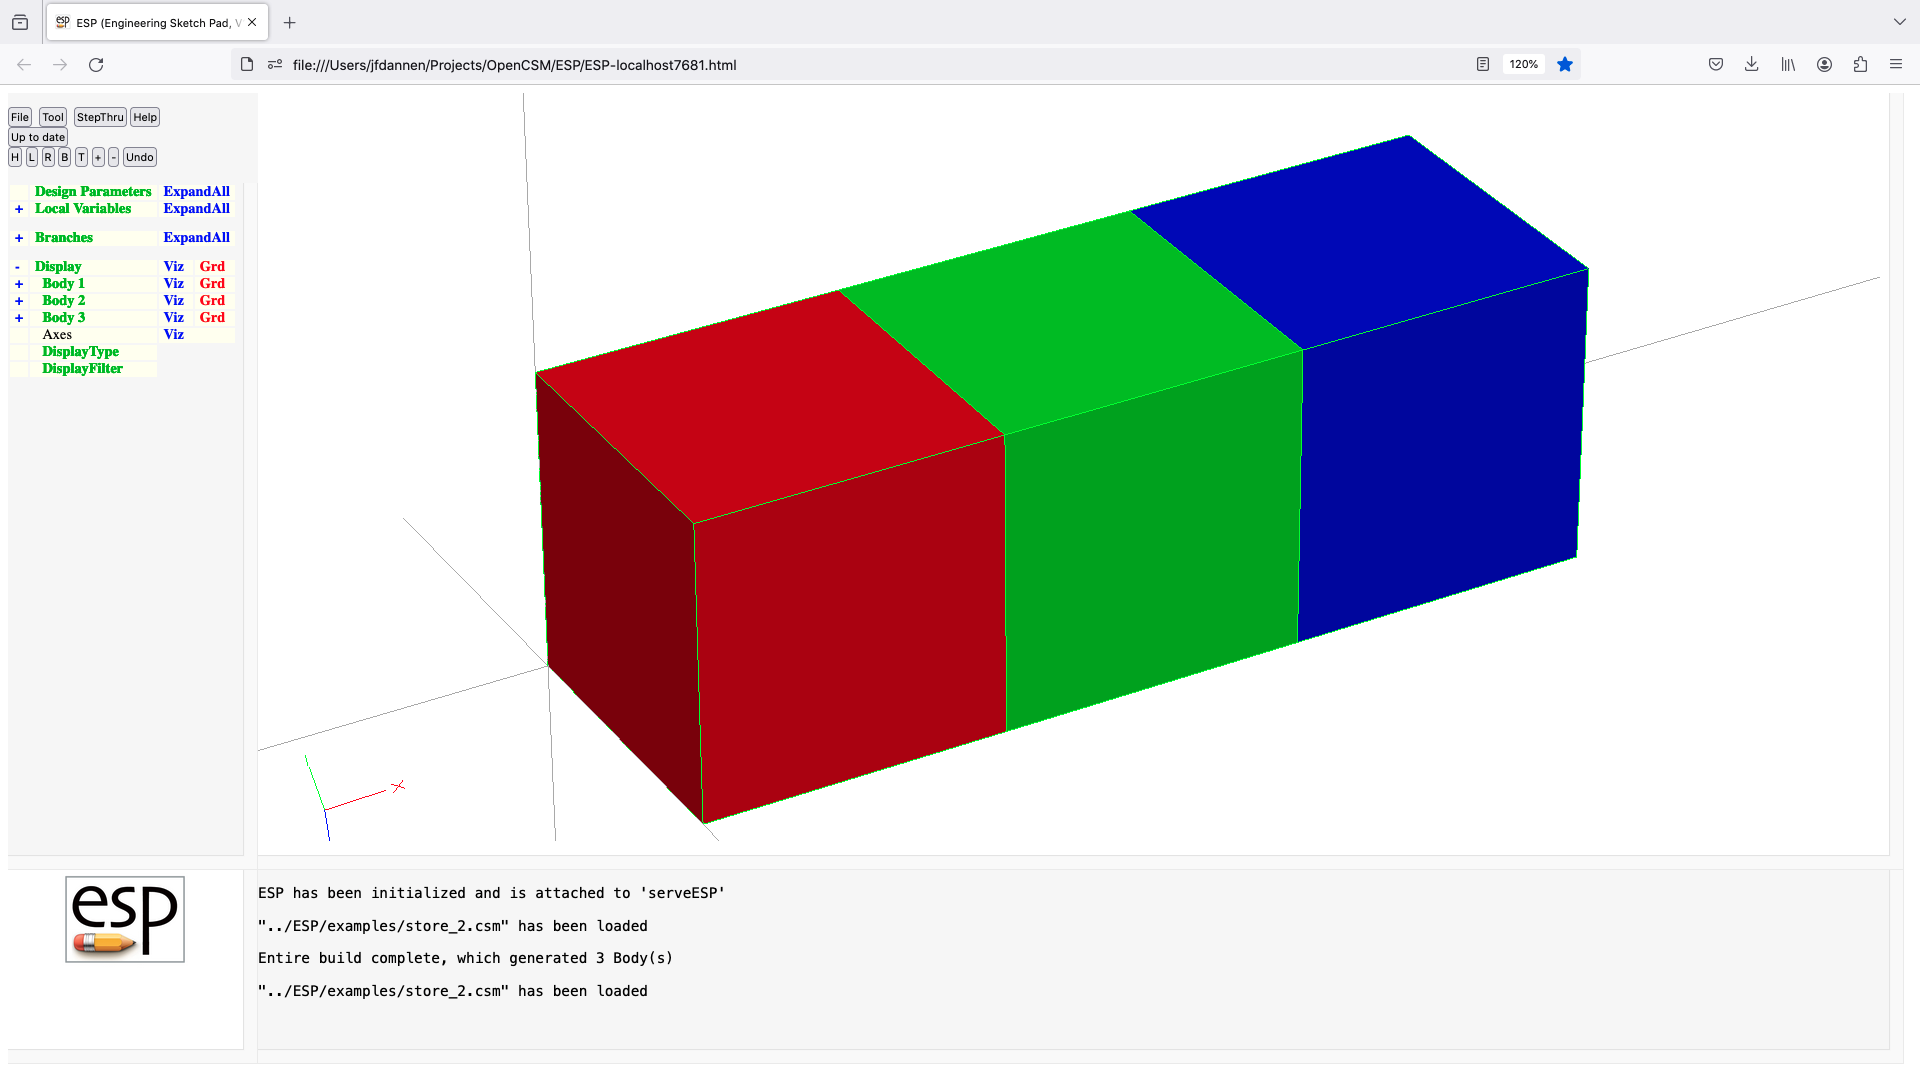 ESP (Engineering Sketch Pad, V
file:///Users/jfdannen/Projects/OpenCSM/ESP/ESP-localhost7681.html
120%
File Tool StepThru Help
Up to date
H L R B T + - Undo
Design Parameters ExpandAll
+ Local Variables ExpandAll
+ Branches ExpandAll
- Display Viz Grd
+ Body 1 Viz Grd
+ Body 2 Viz Grd
+ Body 3 Viz Grd
Axes Viz
DisplayType
DisplayFilter
X
esp
ESP has been initialized and is attached to 'serveESP'
"../ESP/examples/store_2.csm" has been loaded
Entire build complete, which generated 3 Body(s)
"../ESP/examples/store_2.csm" has been loaded